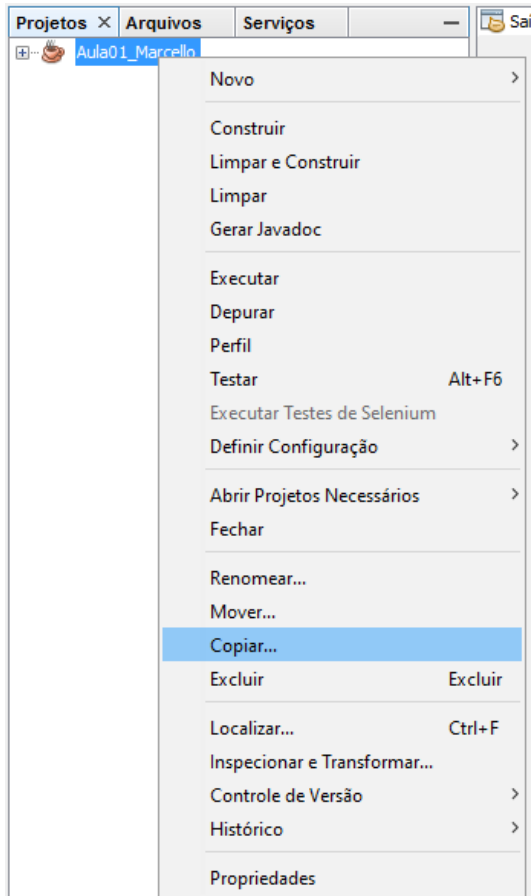 Projetos × Arquivos Serviços
Aula01_Marcello
Novo
Construir
Limpar e Construir
Limpar
Gerar Javadoc
Executar
Depurar
Perfil
Testar Alt+F6
Executar Testes de Selenium
Definir Configuração
Abrir Projetos Necessários
Fechar
Renomear...
Mover...
Copiar...
Excluir Excluir
Localizar... Ctrl+F
Inspecionar e Transformar...
Controle de Versão
Histórico
Propriedades